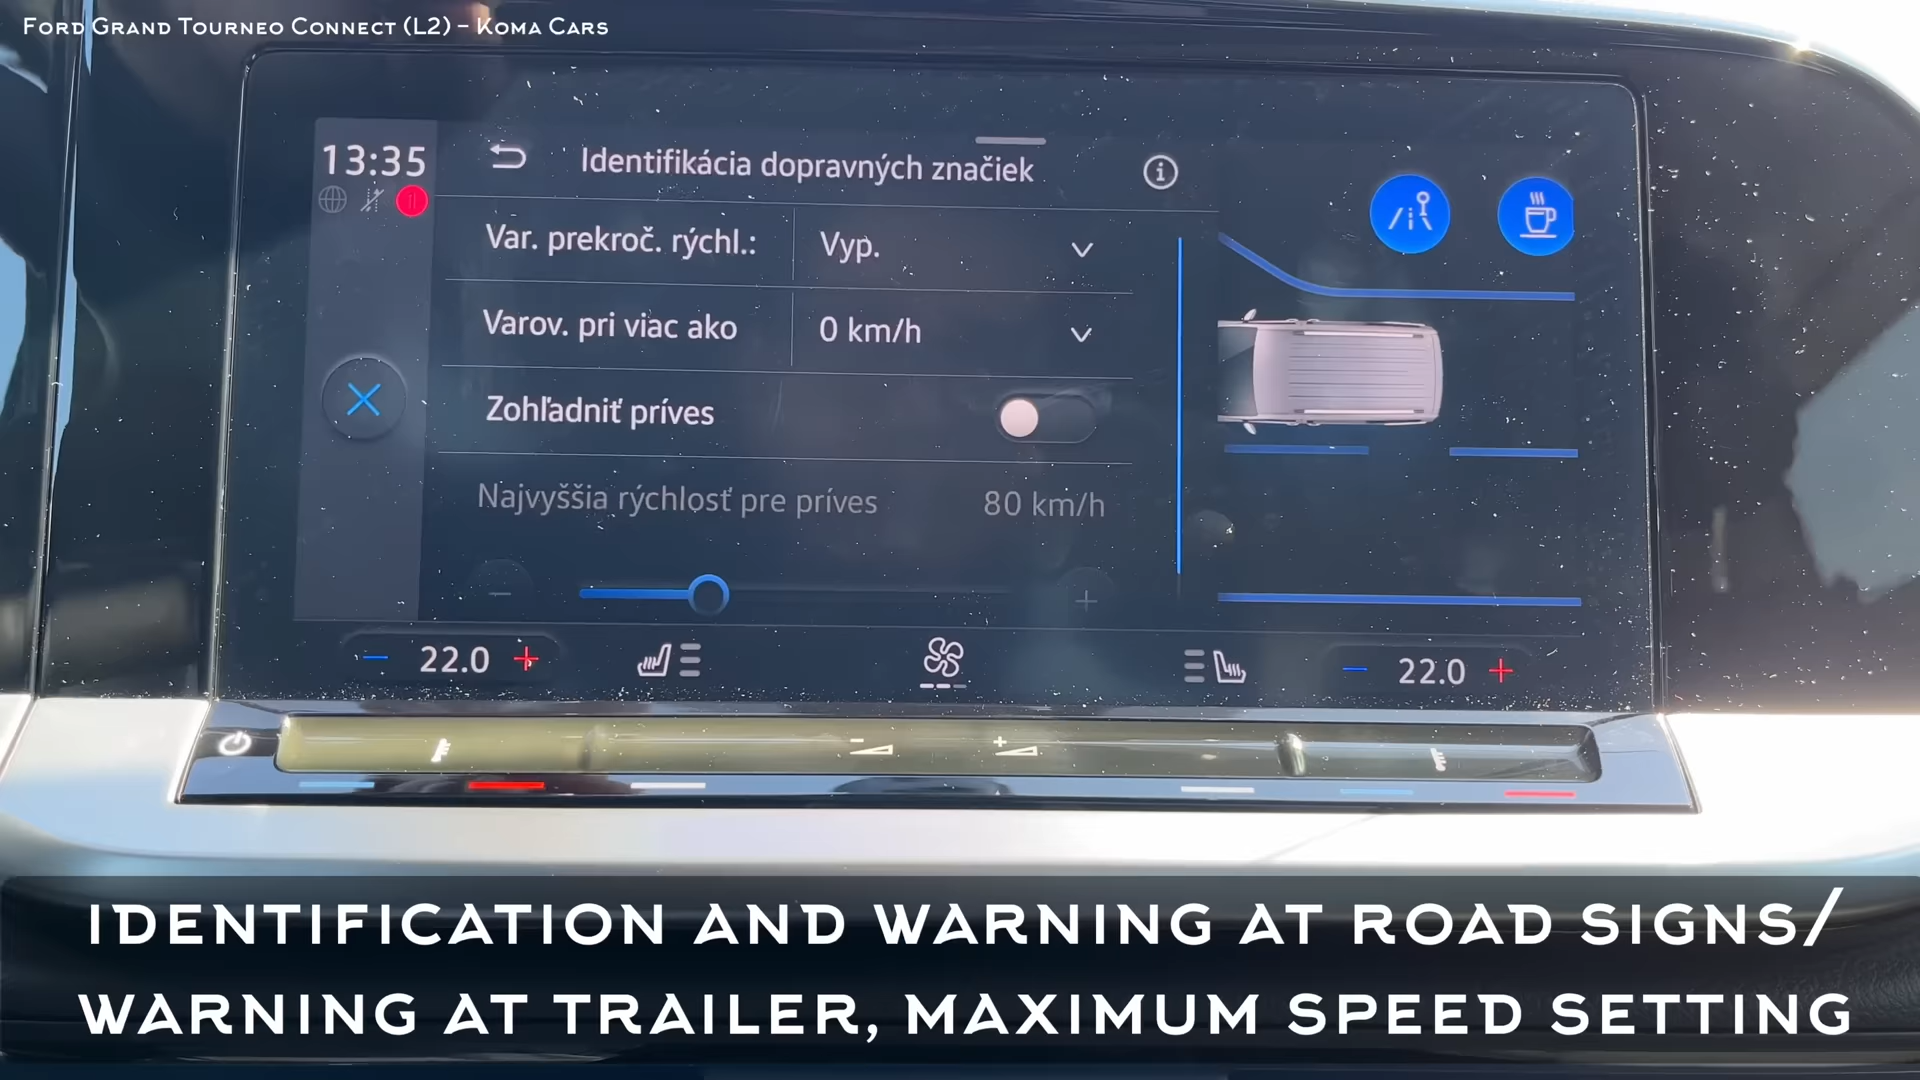 FORD GRAND TOURNEO CONNECT (L2) – KOMA CARS
13:35
Identifikácia dopravných značiek
Var. prekroč. rýchl.: Vyp.
Varov. pri viac ako 0 km/h
Zohľadniť príves
Najvyššia rýchlosť pre príves 80 km/h
22.0
22.0
IDENTIFICATION AND WARNING AT ROAD SIGNS/
WARNING AT TRAILER, MAXIMUM SPEED SETTING